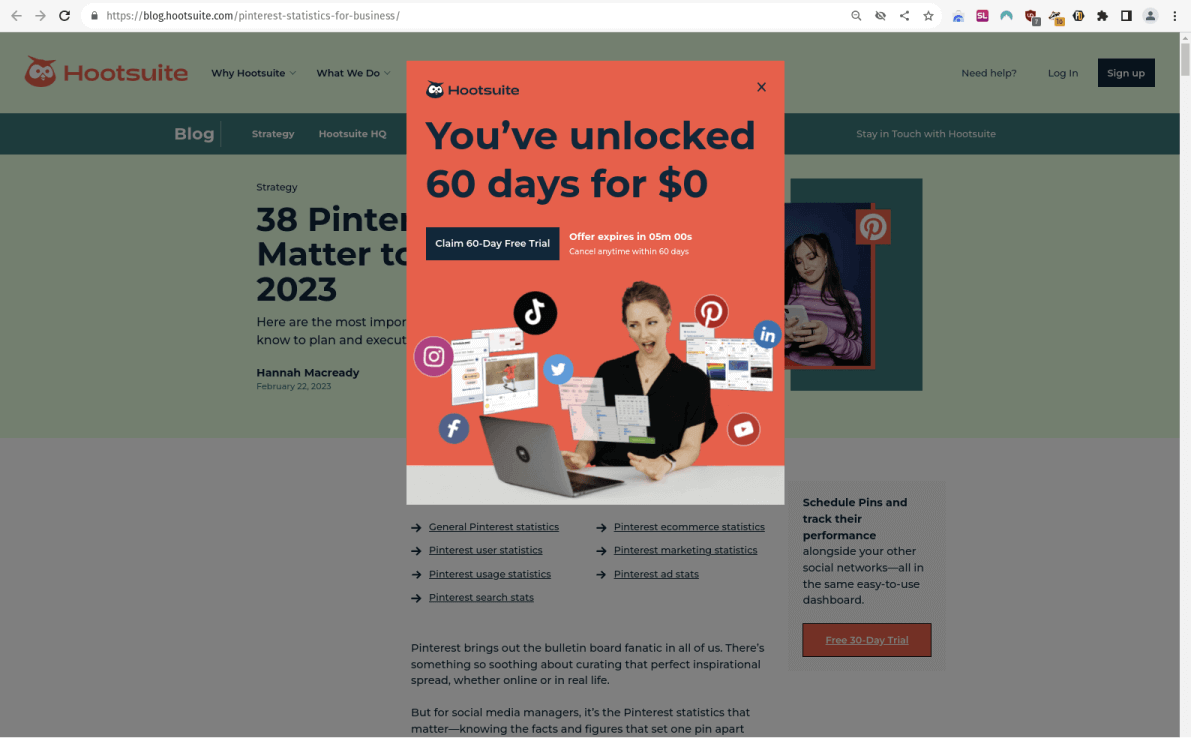 https://blog.hootsuite.com/pinterest-statistics-for-business/
Hootsuite
Why Hootsuite
What We Do
Need help?
Log In
Sign up
Blog
Strategy
Hootsuite HQ
Stay in Touch with Hootsuite
Strategy
38 Pinter
Matter to
2023
Here are the most impor
know to plan and execut
Hannah Macready
February 22, 2023
Hootsuite
You’ve unlocked
60 days for $0
Claim 60-Day Free Trial
Offer expires in 05m 00s
Cancel anytime within 60 days
General Pinterest statistics
Pinterest user statistics
Pinterest usage statistics
Pinterest search stats
Pinterest ecommerce statistics
Pinterest marketing statistics
Pinterest ad stats
Pinterest brings out the bulletin board fanatic in all of us. There’s
something so soothing about curating that perfect inspirational
spread, whether online or in real life.
But for social media managers, it’s the Pinterest statistics that
matter—knowing the facts and figures that set one pin apart
Schedule Pins and
track their
performance
alongside your other
social networks—all in
the same easy-to-use
dashboard.
Free 30-Day Trial